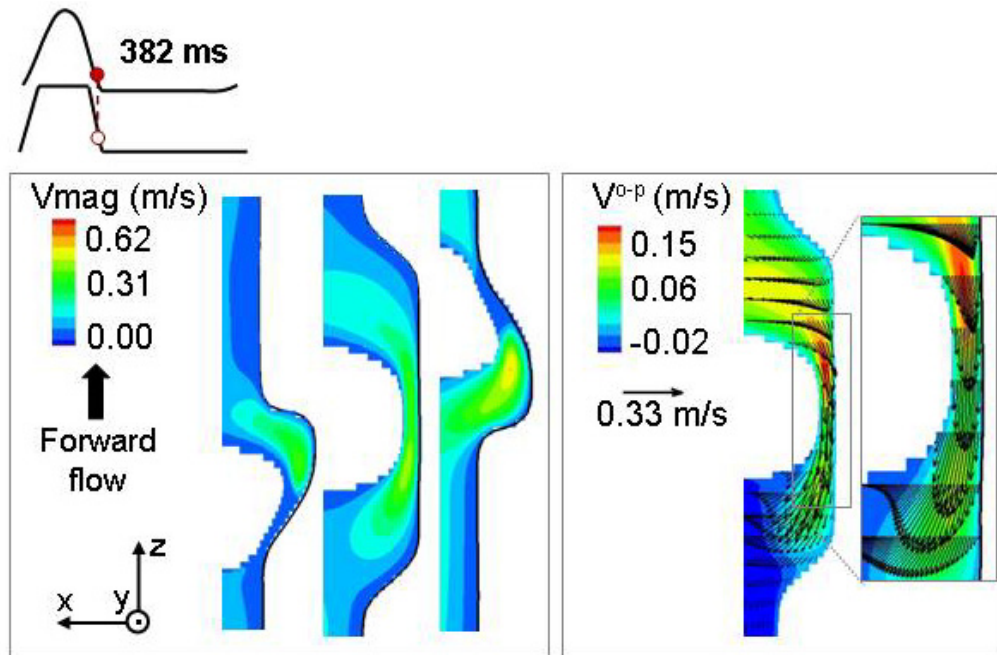 382 ms
Vmag (m/s)
0.62
0.31
0.00
Forward
flow
z
x
y
V^o-p (m/s)
0.15
0.06
-0.02
0.33 m/s